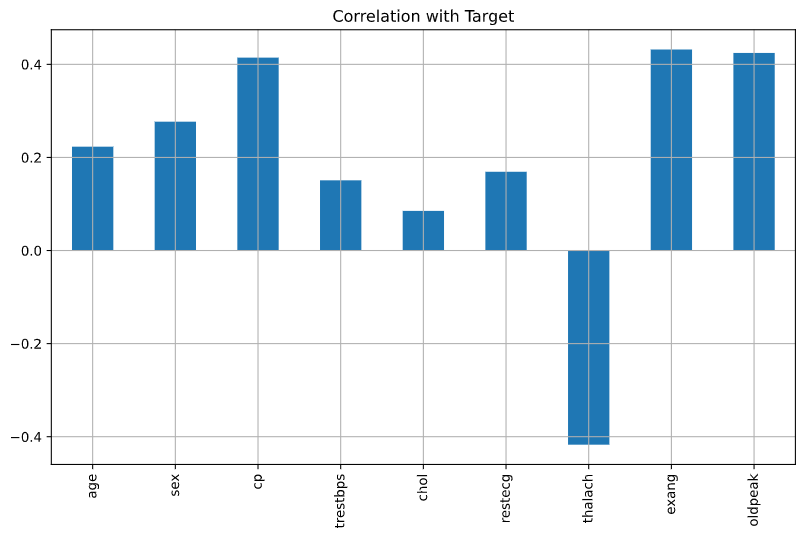 Correlation with Target
0.4
0.2
0.0
−0.2
−0.4
age
sex
cp
trestbps
chol
restecg
thalach
exang
oldpeak